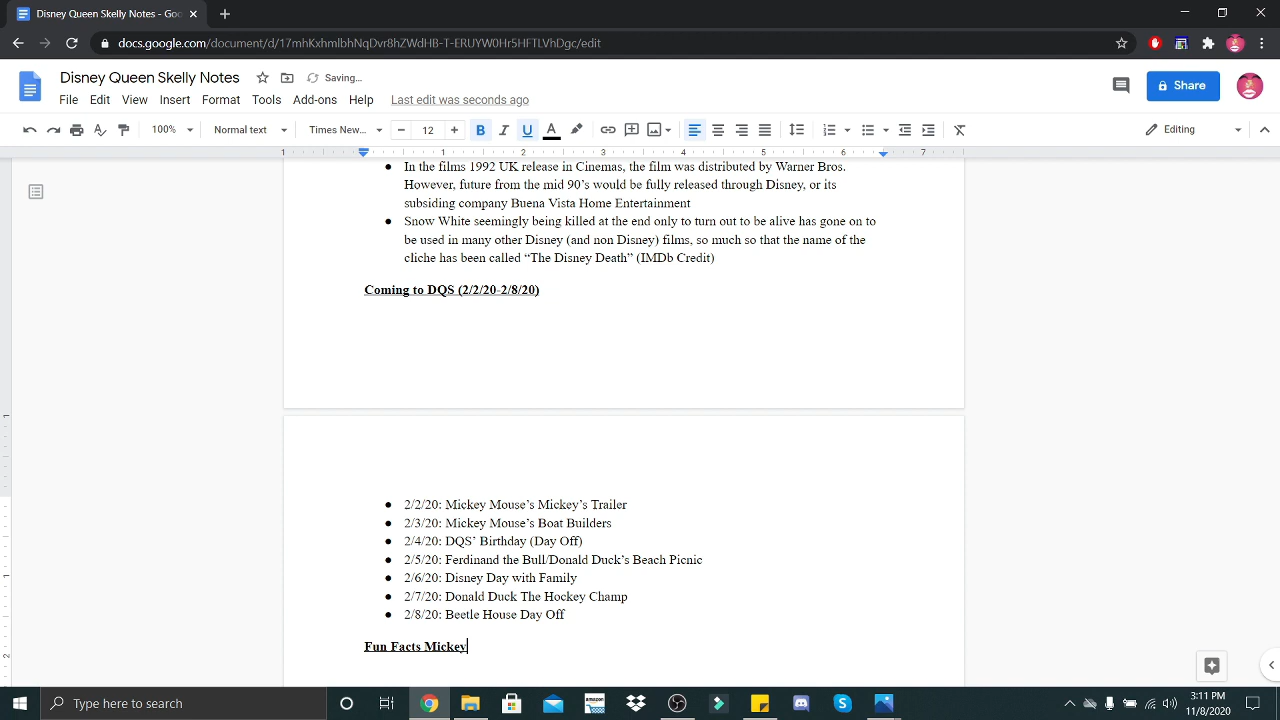 Disney Queen Skelly Notes - Goo
docs.google.com/document/d/17mhKxhmlbhNqDvr8hZWdHB-T-ERUYW0Hr5HFTLVhDgc/edit
Disney Queen Skelly Notes
Saving...
File Edit View Insert Format Tools Add-ons Help Last edit was seconds ago
Share
100% Normal text Times New... 12 B I U A Editing
1 1 2 3 4 5 6 7
In the films 1992 UK release in Cinemas, the film was distributed by Warner Bros.
However, future from the mid 90’s would be fully released through Disney, or its
subsiding company Buena Vista Home Entertainment
Snow White seemingly being killed at the end only to turn out to be alive has gone on to
be used in many other Disney (and non Disney) films, so much so that the name of the
cliche has been called “The Disney Death” (IMDb Credit)
Coming to DQS (2/2/20-2/8/20)
2/2/20: Mickey Mouse’s Mickey’s Trailer
2/3/20: Mickey Mouse’s Boat Builders
2/4/20: DQS’ Birthday (Day Off)
2/5/20: Ferdinand the Bull/Donald Duck’s Beach Picnic
2/6/20: Disney Day with Family
2/7/20: Donald Duck The Hockey Champ
2/8/20: Beetle House Day Off
Fun Facts Mickey
Type here to search
amazon
3:11 PM
11/8/2020